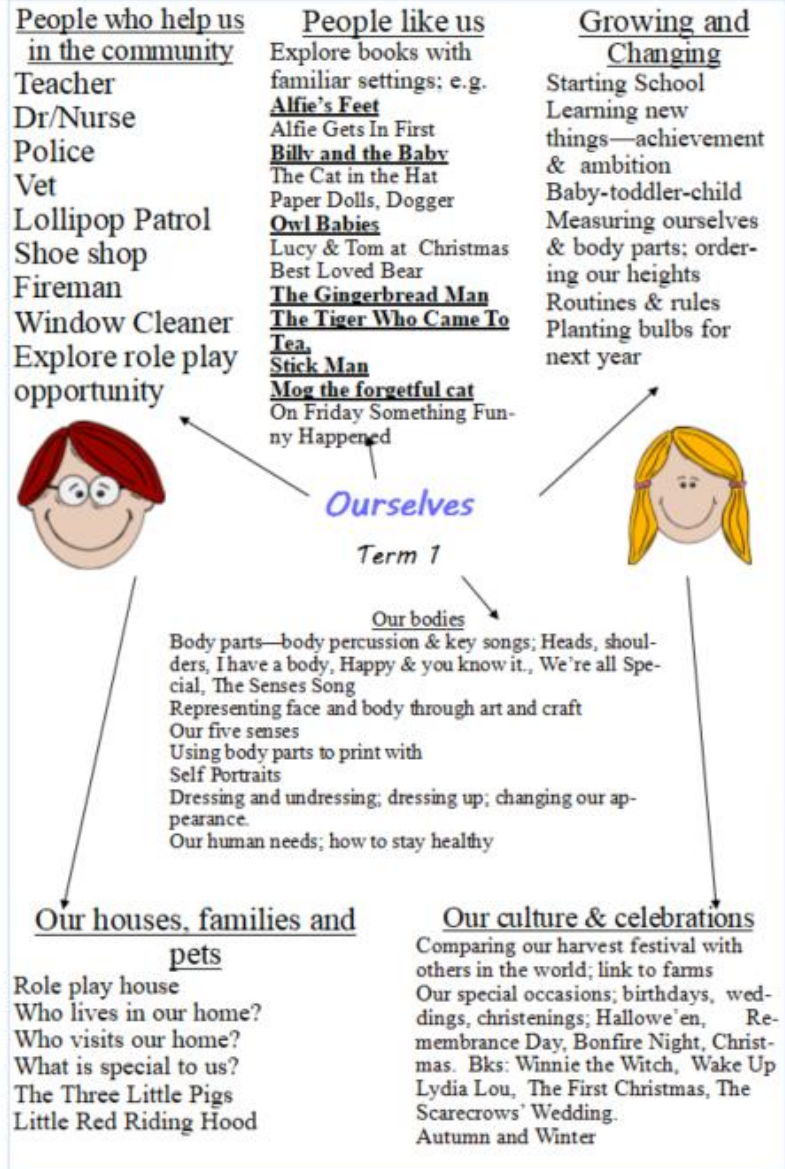 People who help us
in the community
Teacher
Dr/Nurse
Police
Vet
Lollipop Patrol
Shoe shop
Fireman
Window Cleaner
Explore role play
opportunity
People like us
Explore books with
familiar settings; e.g.
Alfie's Feet
Alfie Gets In First
Billy and the Baby
The Cat in the Hat
Paper Dolls, Dogger
Owl Babies
Lucy & Tom at Christmas
Best Loved Bear
The Gingerbread Man
The Tiger Who Came To
Tea,
Stick Man
Mog the forgetful cat
On Friday Something Fun-
ny Happened
Growing and
Changing
Starting School
Learning new
things—achievement
& ambition
Baby-toddler-child
Measuring ourselves
& body parts; order-
ing our heights
Routines & rules
Planting bulbs for
next year
Ourselves
Term 1
Our bodies
Body parts—body percussion & key songs; Heads, shoul-
ders, I have a body, Happy & you know it., We're all Spe-
cial, The Senses Song
Representing face and body through art and craft
Our five senses
Using body parts to print with
Self Portraits
Dressing and undressing; dressing up; changing our ap-
pearance.
Our human needs; how to stay healthy
Our houses, families and
pets
Role play house
Who lives in our home?
Who visits our home?
What is special to us?
The Three Little Pigs
Little Red Riding Hood
Our culture & celebrations
Comparing our harvest festival with
others in the world; link to farms
Our special occasions; birthdays, wed-
dings, christenings; Hallowe'en, Re-
membrance Day, Bonfire Night, Christ-
mas. Bks: Winnie the Witch, Wake Up
Lydia Lou, The First Christmas, The
Scarecrows' Wedding.
Autumn and Winter